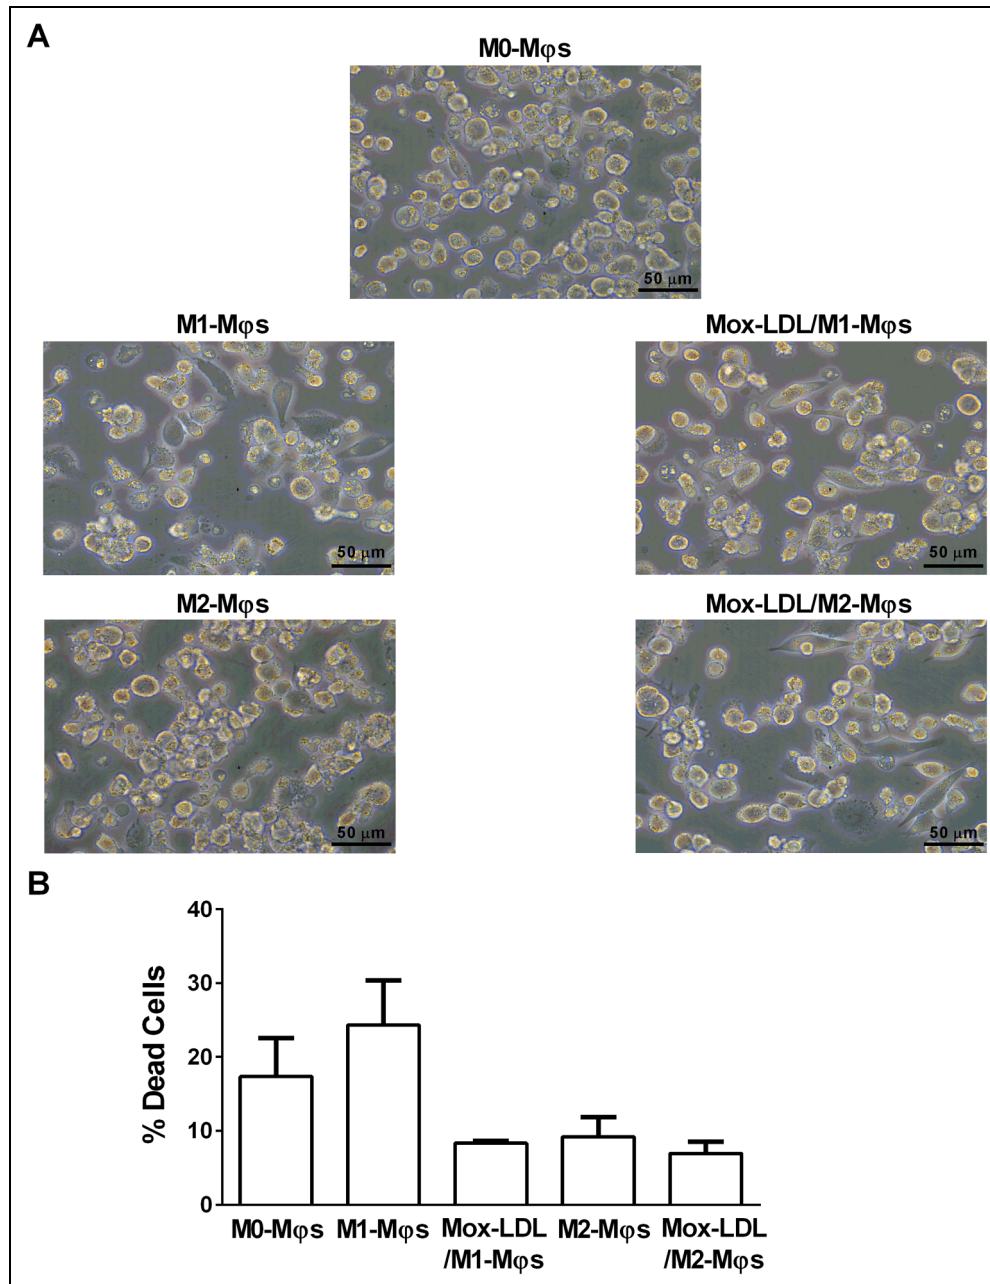 A
M0-Mφs
50 μm
M1-Mφs
Mox-LDL/M1-Mφs
50 μm
50 μm
M2-Mφs
Mox-LDL/M2-Mφs
50 μm
50 μm
B
% Dead Cells
40
30
20
10
0
M0-Mφs
M1-Mφs
Mox-LDL
/M1-Mφs
M2-Mφs
Mox-LDL
/M2-Mφs